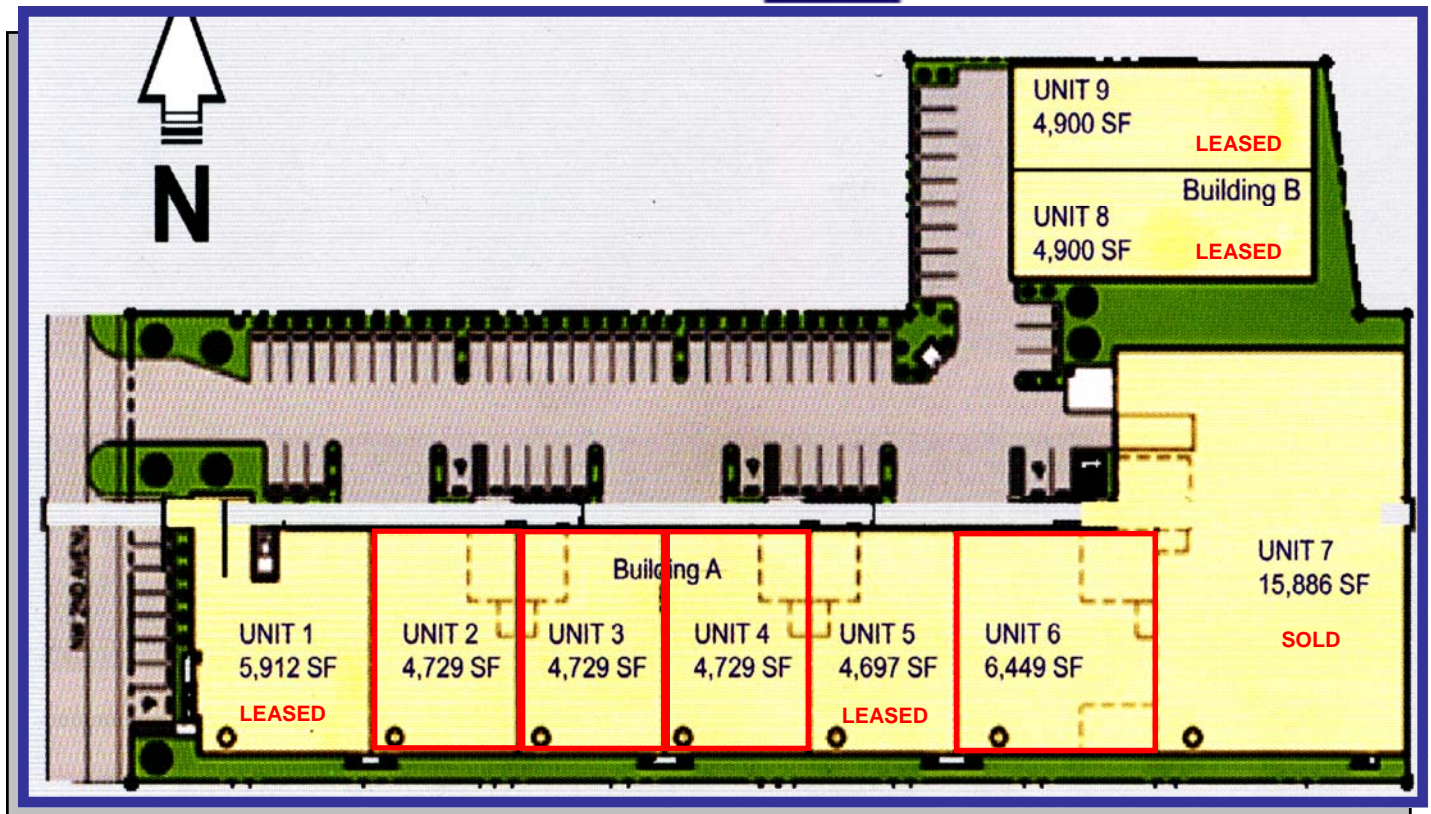 N
UNIT 9
4,900 SF
LEASED
Building B
UNIT 8
4,900 SF
LEASED
Building A
UNIT 1
5,912 SF
LEASED
UNIT 2
4,729 SF
UNIT 3
4,729 SF
UNIT 4
4,729 SF
UNIT 5
4,697 SF
LEASED
UNIT 6
6,449 SF
UNIT 7
15,886 SF
SOLD